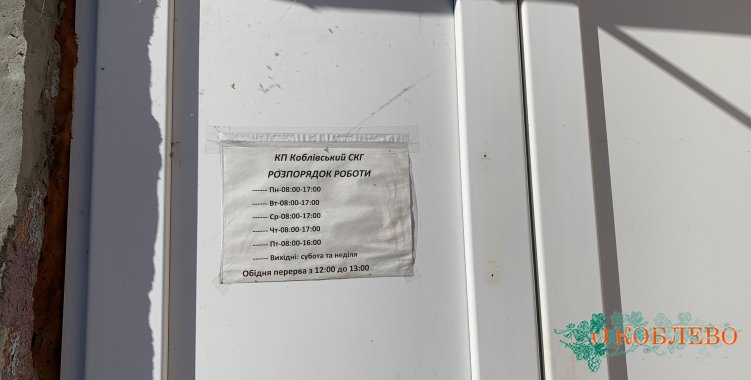 КП Коблівський СКГ
РОЗПОРЯДОК РОБОТИ
------ Пн-08:00-17:00
------ Вт-08:00-17:00
------ Ср-08:00-17:00
------ Чт-08:00-17:00
------ Пт-08:00-16:00
------ Вихідні: субота та неділя
Обідня перерва з 12:00 до 13:00
О КОБЛЕВО